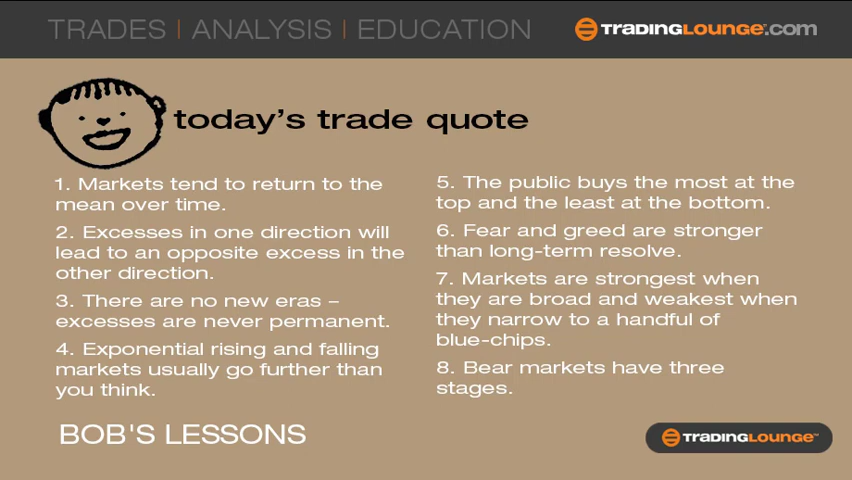 TRADES | ANALYSIS | EDUCATION
TRADINGLOUNGE™.com
today's trade quote
1. Markets tend to return to the
mean over time.
2. Excesses in one direction will
lead to an opposite excess in the
other direction.
3. There are no new eras –
excesses are never permanent.
4. Exponential rising and falling
markets usually go further than
you think.
5. The public buys the most at the
top and the least at the bottom.
6. Fear and greed are stronger
than long-term resolve.
7. Markets are strongest when
they are broad and weakest when
they narrow to a handful of
blue-chips.
8. Bear markets have three
stages.
BOB'S LESSONS
TRADINGLOUNGE™